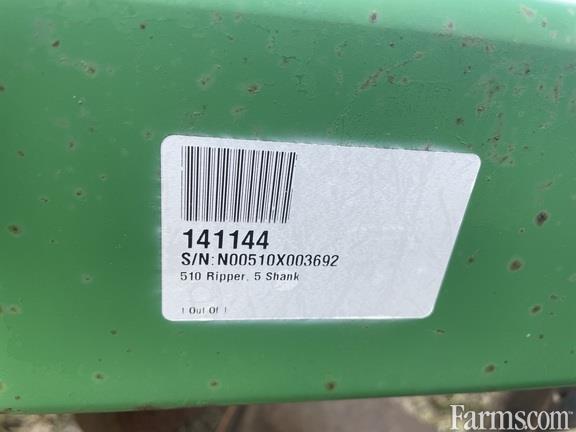 141144
S/N: N00510X003692
510 Ripper, 5 Shank
1 Out Of 1
Farms.com